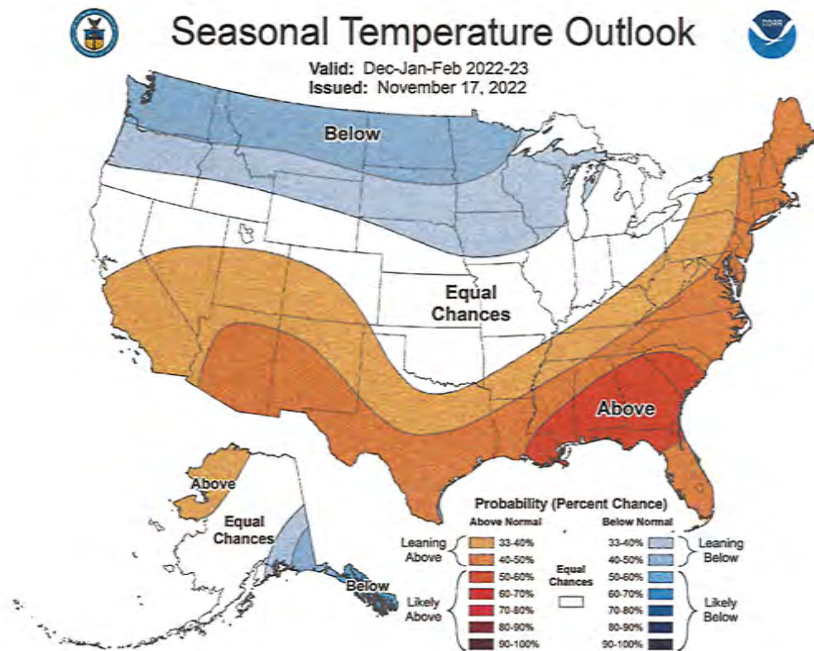 Seasonal Temperature Outlook
NOAA
Valid: Dec-Jan-Feb 2022-23
Issued: November 17, 2022
Below
Equal
Chances
Above
Above
Equal
Chances
Below
Probability (Percent Chance)
Above Normal
Below Normal
Leaning
Above
33-40%
40-50%
Likely
Above
50-60%
60-70%
70-80%
80-90%
90-100%
Equal
Chances
33-40%
40-50%
Leaning
Below
50-60%
60-70%
70-80%
80-90%
90-100%
Likely
Below